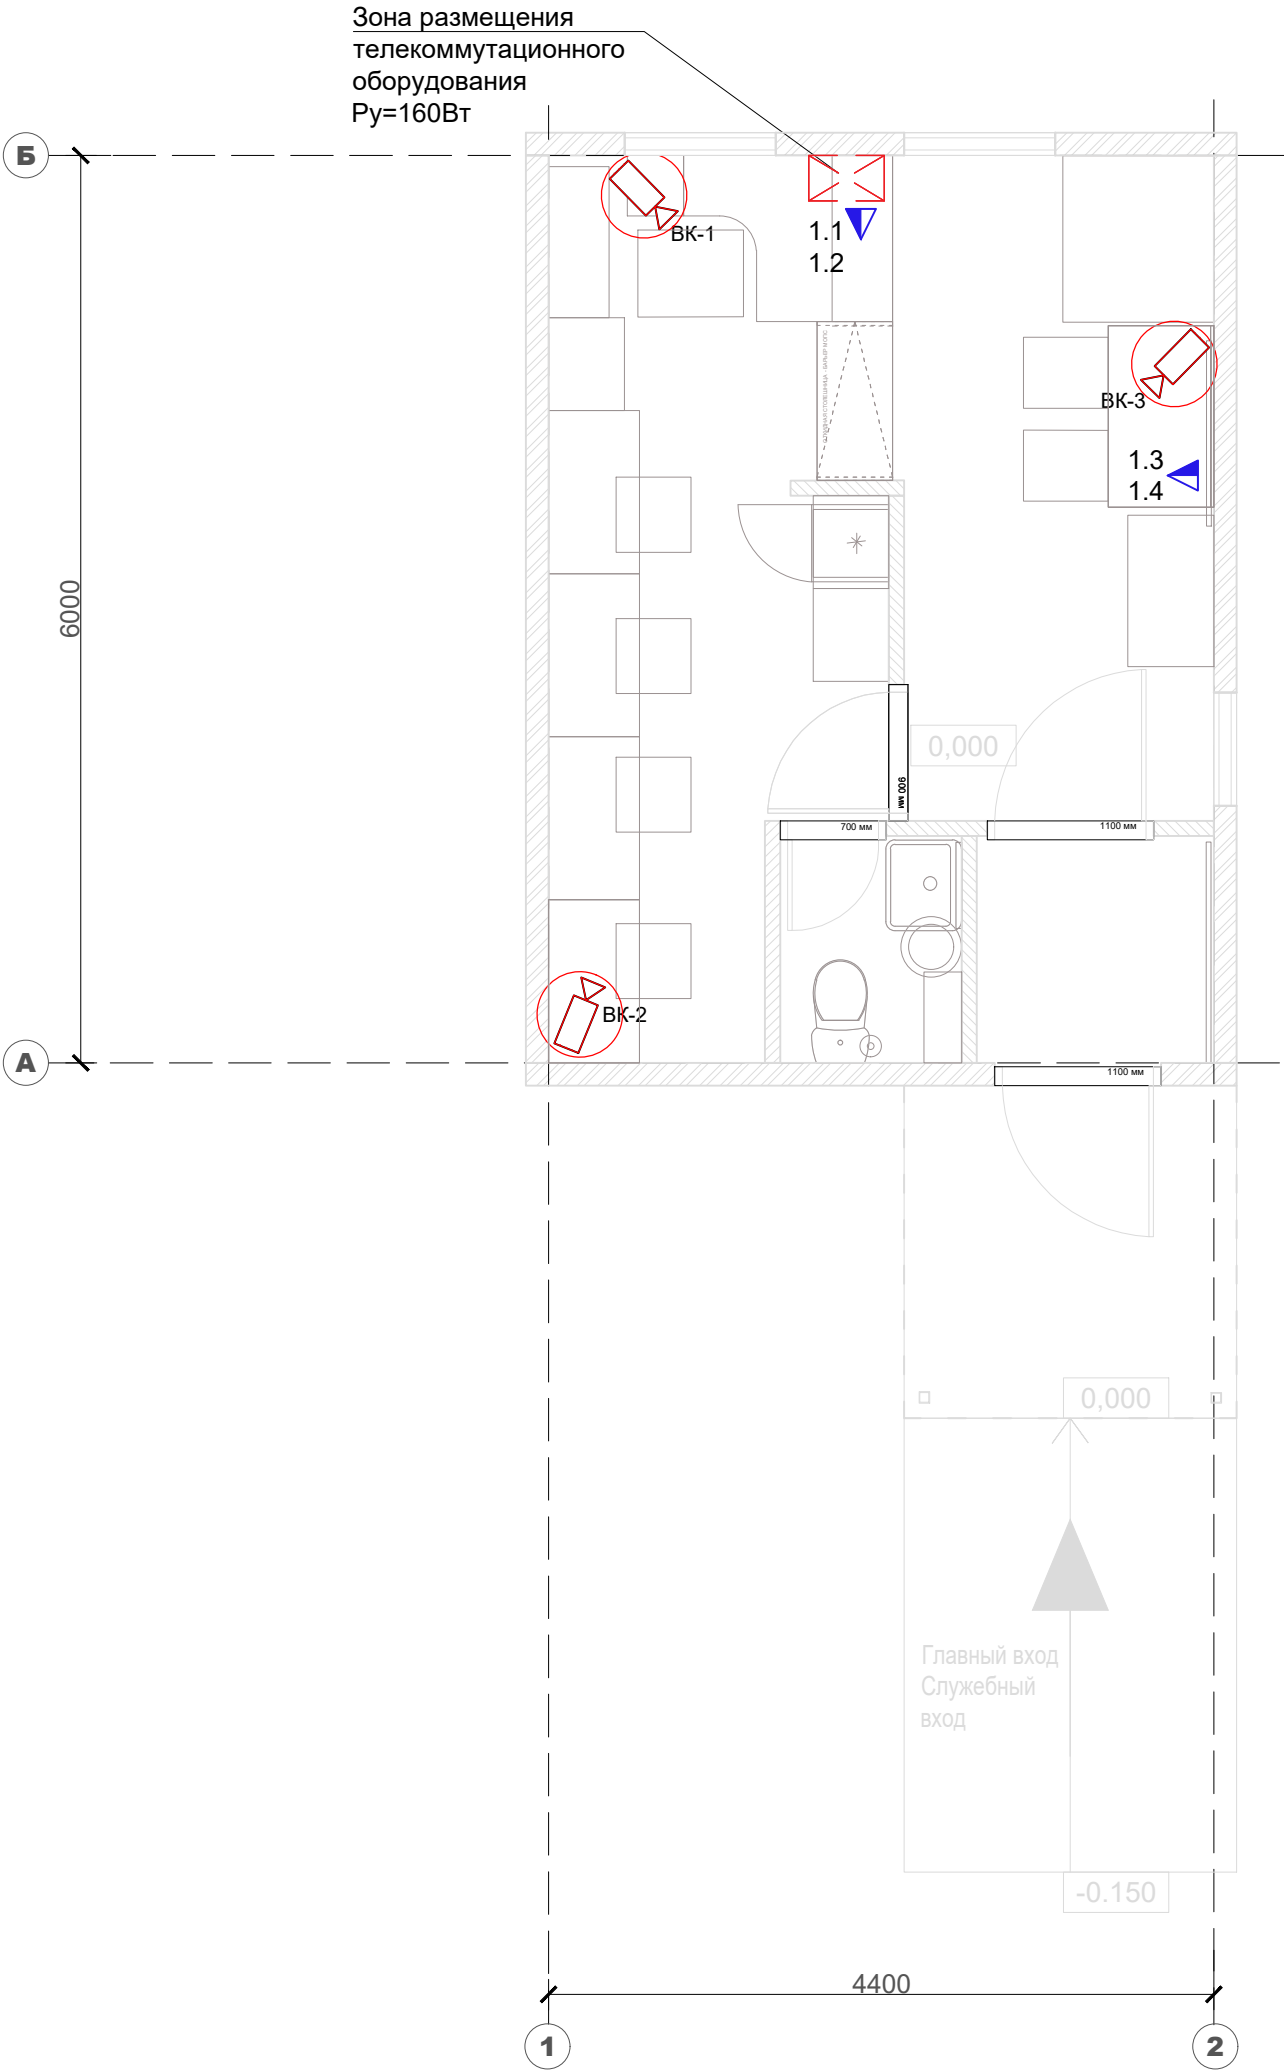 Зона размещения
телекоммутационного
оборудования
Ру=160Вт
Б
ВК-1
1.1
1.2
ВК-3
1.3
1.4
6000
0,000
900 мм
700 мм
1100 мм
ВК-2
А
1100 мм
0,000
Главный вход
Служебный
вход
-0.150
4400
1
2